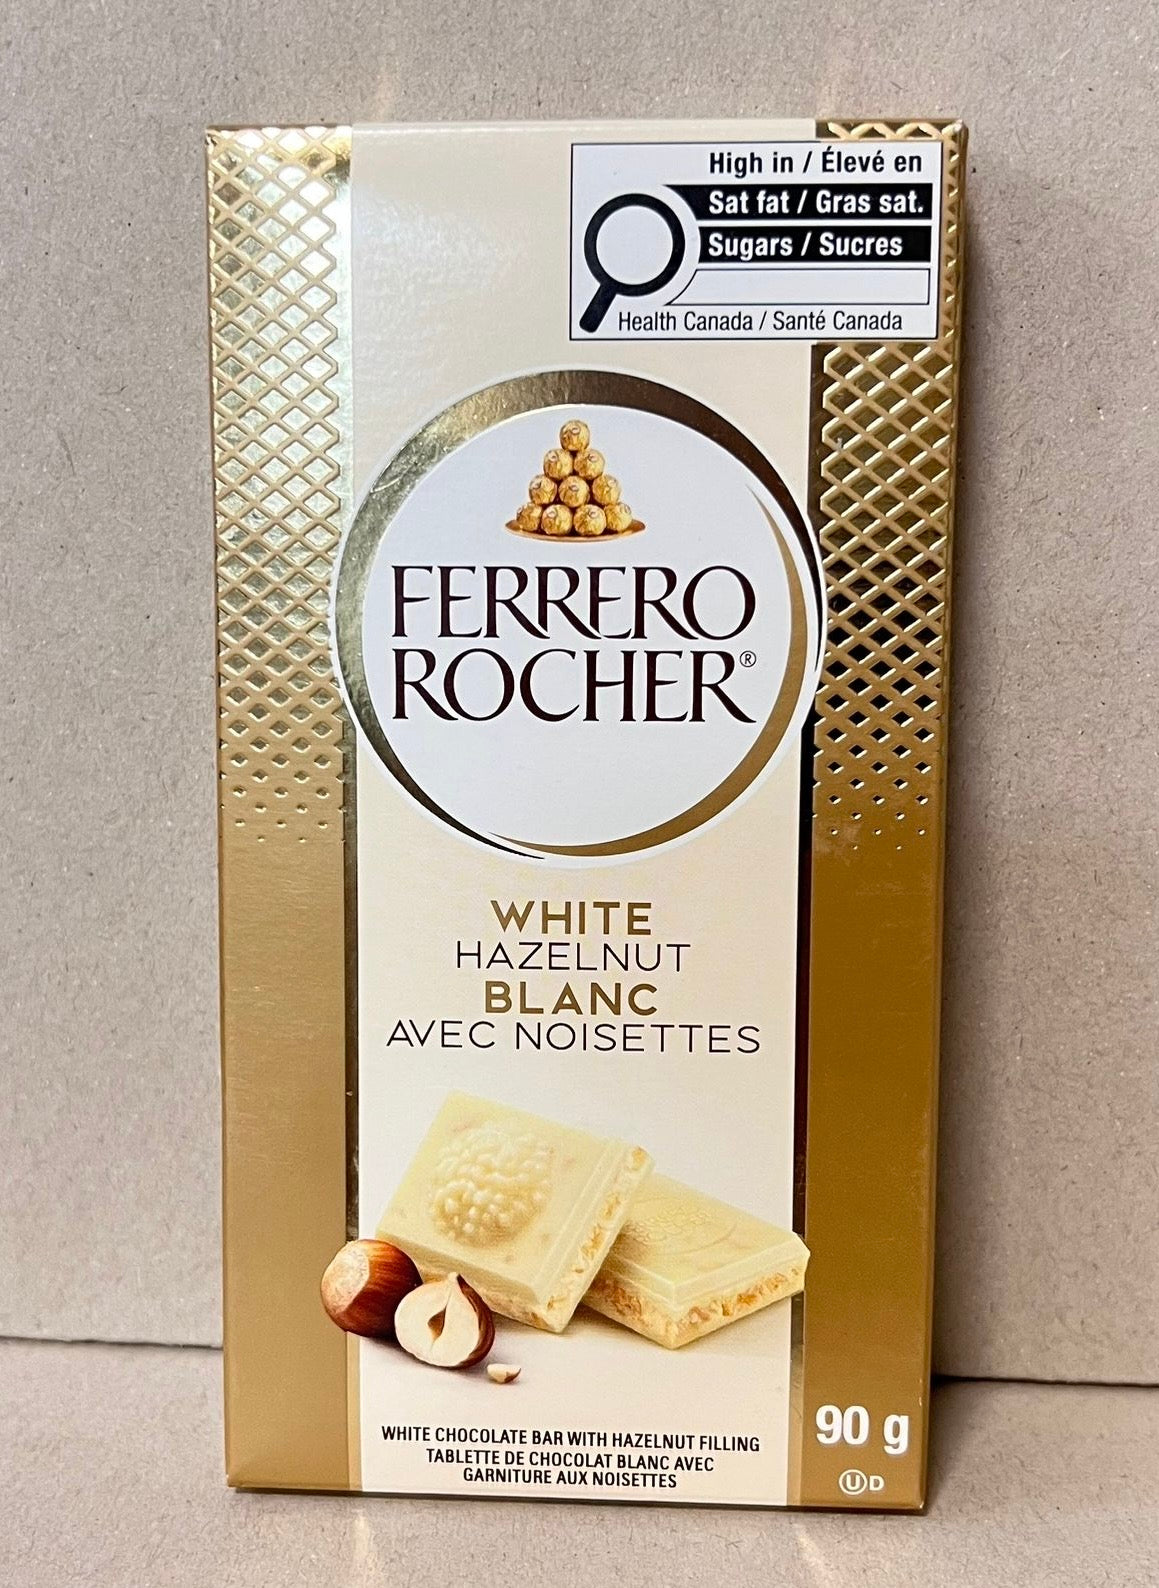 High in / Élevé en
Sat fat / Gras sat.
Sugars / Sucres
Health Canada / Santé Canada
FERRERO
ROCHER®
WHITE
HAZELNUT
BLANC
AVEC NOISETTES
WHITE CHOCOLATE BAR WITH HAZELNUT FILLING
TABLETTE DE CHOCOLAT BLANC AVEC
GARNITURE AUX NOISETTES
90 g
Ⓤ D